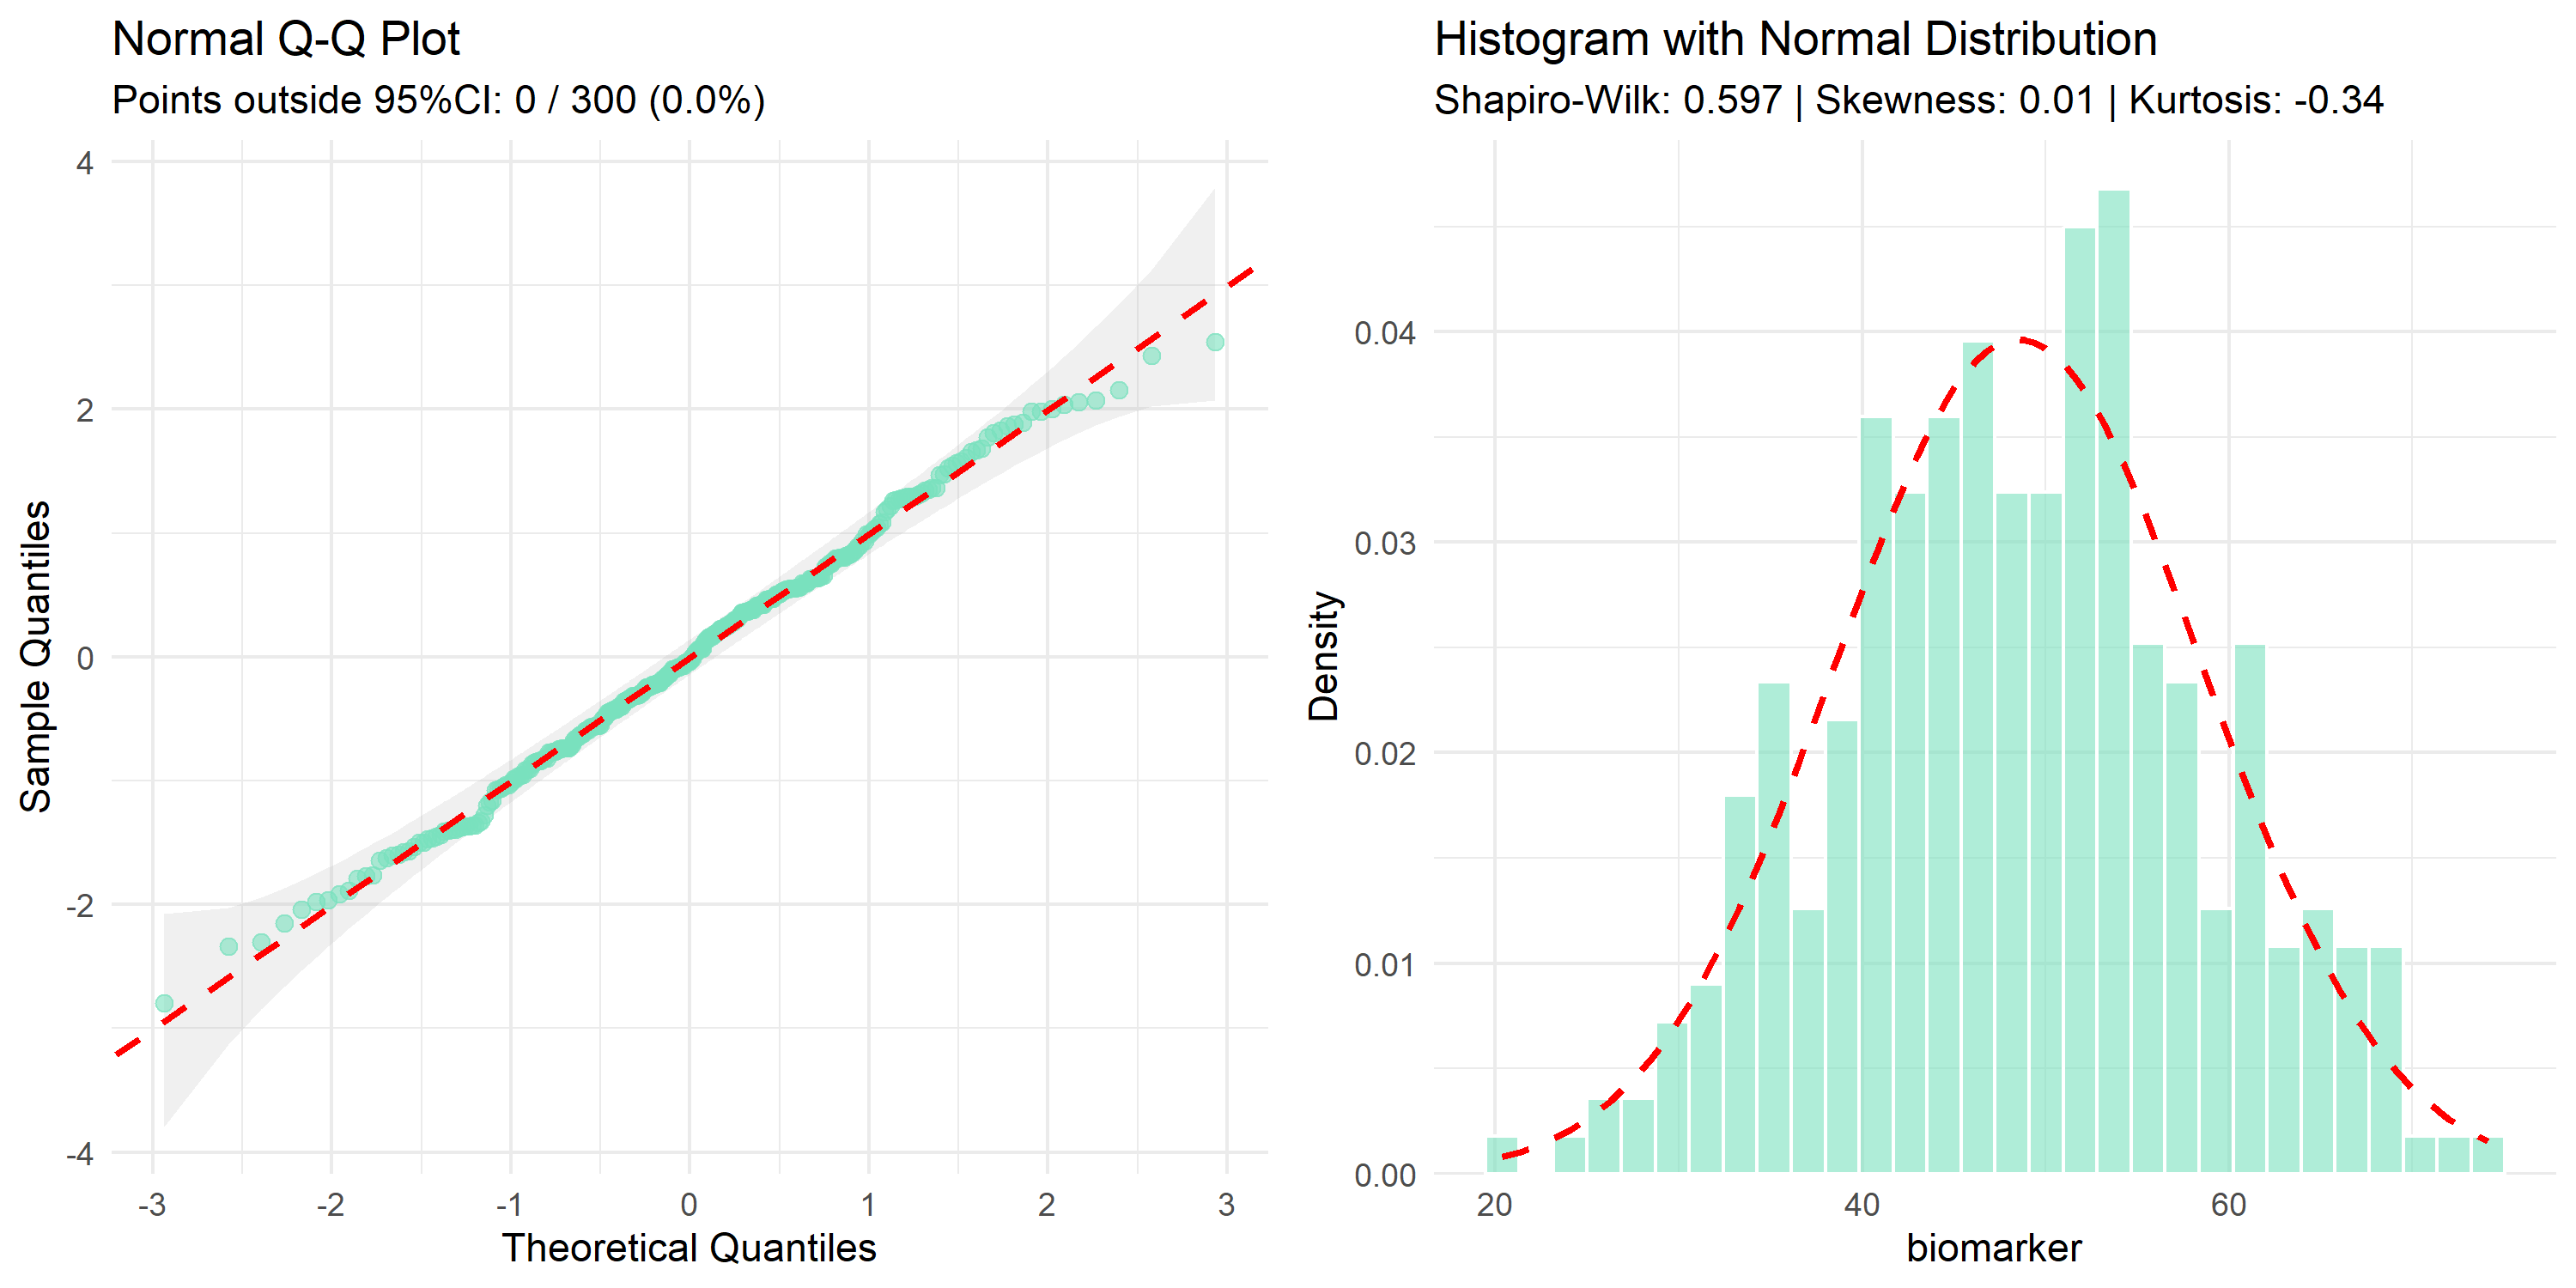 Normal Q-Q Plot
Points outside 95%CI: 0 / 300 (0.0%)
4
2
0
-2
-4
Sample Quantiles
-3
-2
-1
0
1
2
3
Theoretical Quantiles
Histogram with Normal Distribution
Shapiro-Wilk: 0.597 | Skewness: 0.01 | Kurtosis: -0.34
0.04
0.03
0.02
0.01
0.00
Density
20
40
60
biomarker